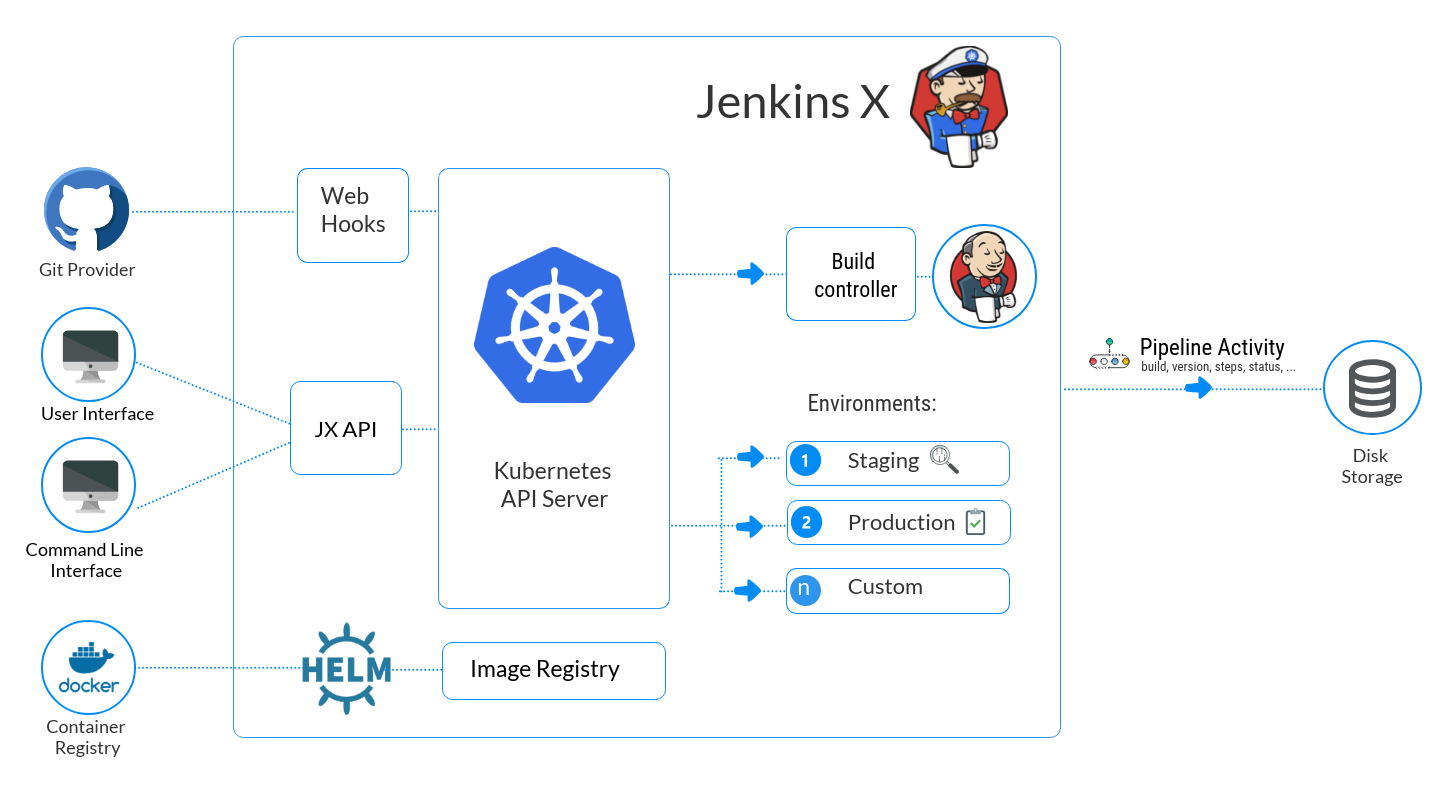 Jenkins X
Web
Hooks
Git Provider
Build
controller
Pipeline Activity
build, version, steps, status, ...
User Interface
JX API
Environments:
Kubernetes
API Server
1
Staging
2
Production
n
Custom
Disk
Storage
Command Line
Interface
docker
HELM
Image Registry
Container
Registry